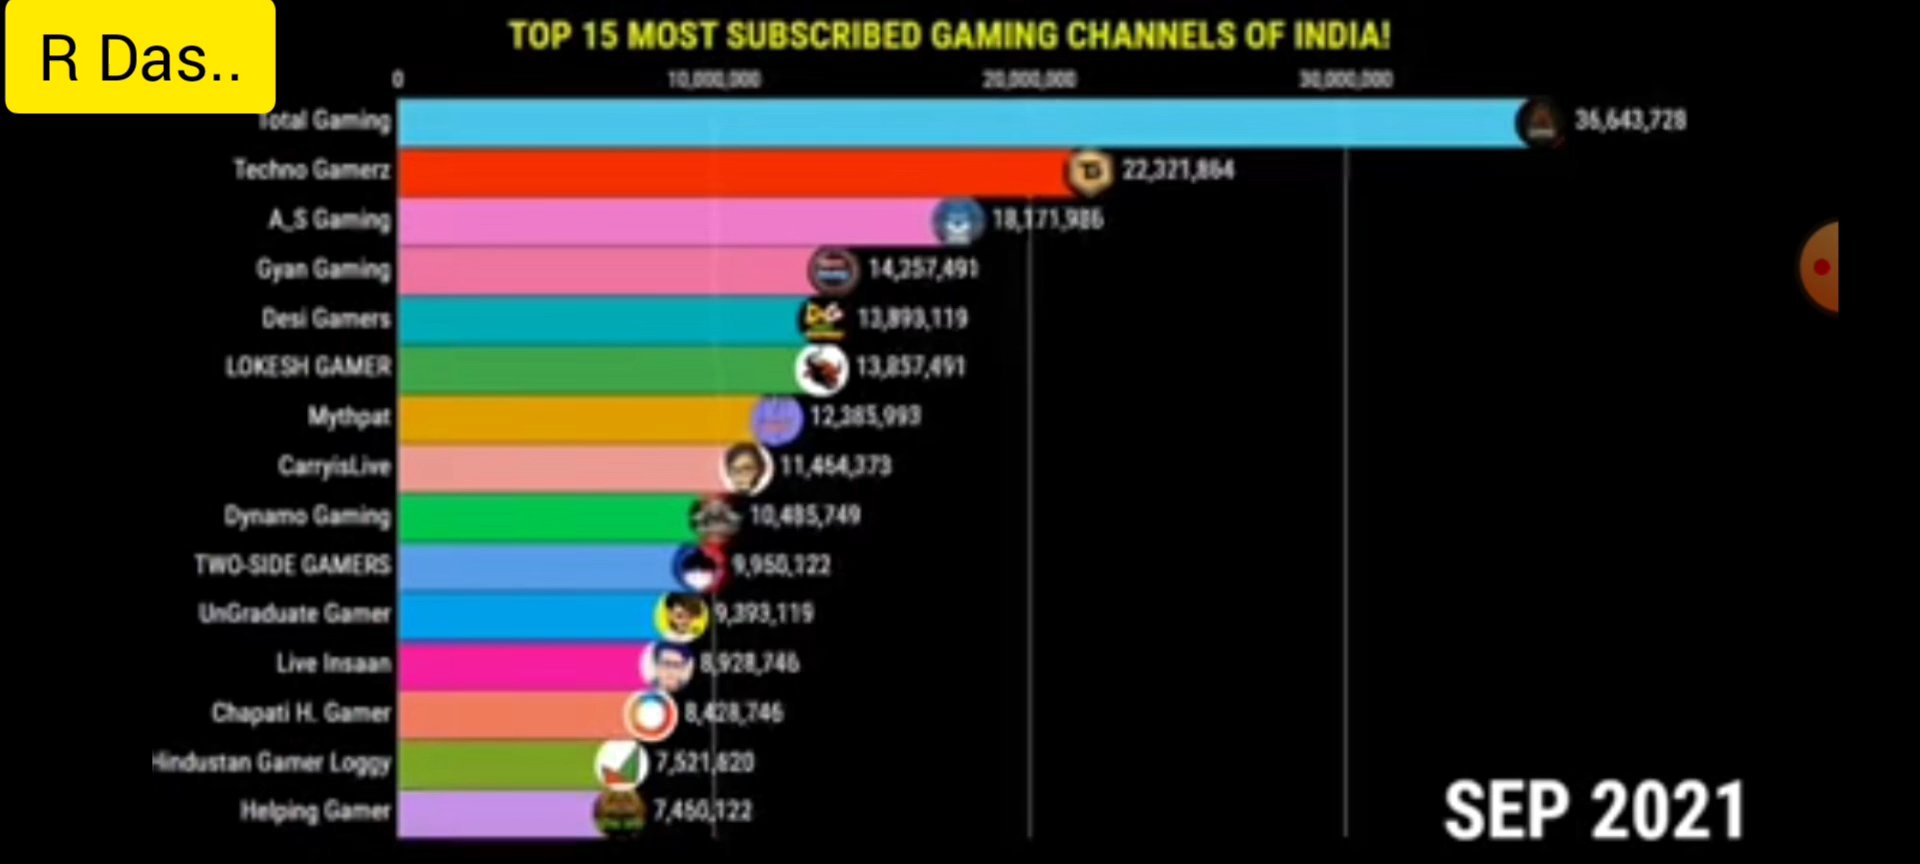 R Das..
TOP 15 MOST SUBSCRIBED GAMING CHANNELS OF INDIA!
0 10,000,000 20,000,000 30,000,000
Total Gaming 36,643,728
Techno Gamerz 22,321,864
A_S Gaming 18,171,986
Gyan Gaming 14,257,491
Desi Gamers 13,893,119
LOKESH GAMER 13,857,491
Mythpat 12,385,993
CarryisLive 11,464,373
Dynamo Gaming 10,485,749
TWO-SIDE GAMERS 9,950,122
UnGraduate Gamer 9,393,119
Live Insaan 8,928,746
Chapati H. Gamer 8,428,746
Hindustan Gamer Loggy 7,521,620
Helping Gamer 7,450,122
SEP 2021